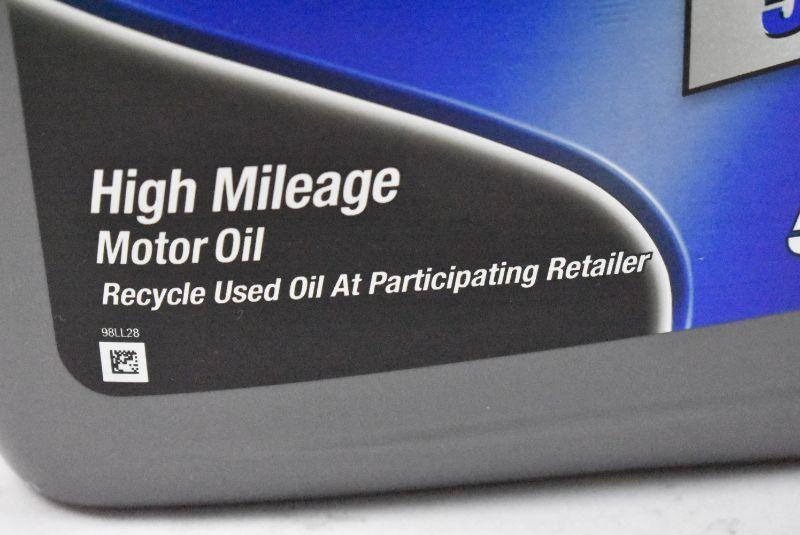 High Mileage
Motor Oil
Recycle Used Oil At Participating Retailer
98LL28